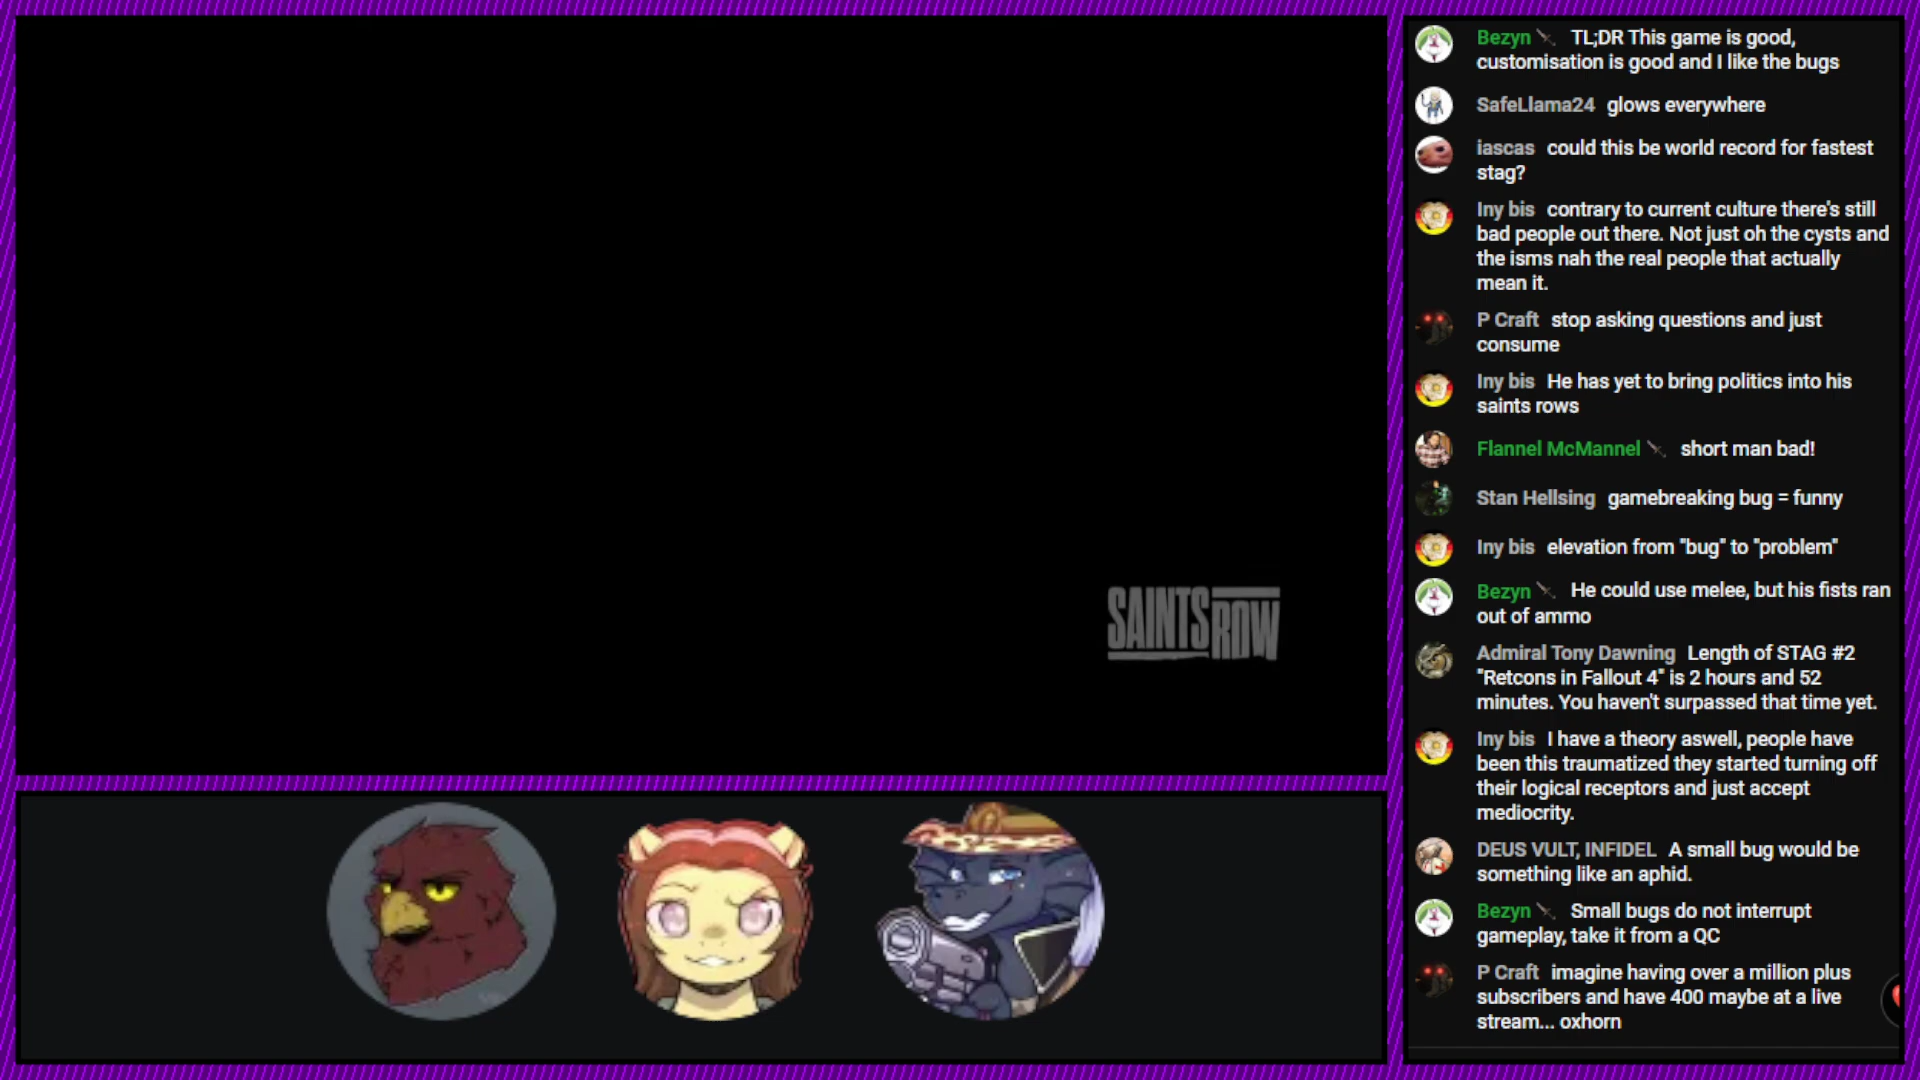 SAINTS ROW
Bezyn TL;DR This game is good,
customisation is good and I like the bugs
SafeLlama24 glows everywhere
iascas could this be world record for fastest
stag?
Iny bis contrary to current culture there's still
bad people out there. Not just oh the cysts and
the isms nah the real people that actually
mean it.
P Craft stop asking questions and just
consume
Iny bis He has yet to bring politics into his
saints rows
Flannel McMannel short man bad!
Stan Hellsing gamebreaking bug = funny
Iny bis elevation from "bug" to "problem"
Bezyn He could use melee, but his fists ran
out of ammo
Admiral Tony Dawning Length of STAG #2
"Retcons in Fallout 4" is 2 hours and 52
minutes. You haven't surpassed that time yet.
Iny bis I have a theory aswell, people have
been this traumatized they started turning off
their logical receptors and just accept
mediocrity.
DEUS VULT, INFIDEL A small bug would be
something like an aphid.
Bezyn Small bugs do not interrupt
gameplay, take it from a QC
P Craft imagine having over a million plus
subscribers and have 400 maybe at a live
stream... oxhorn